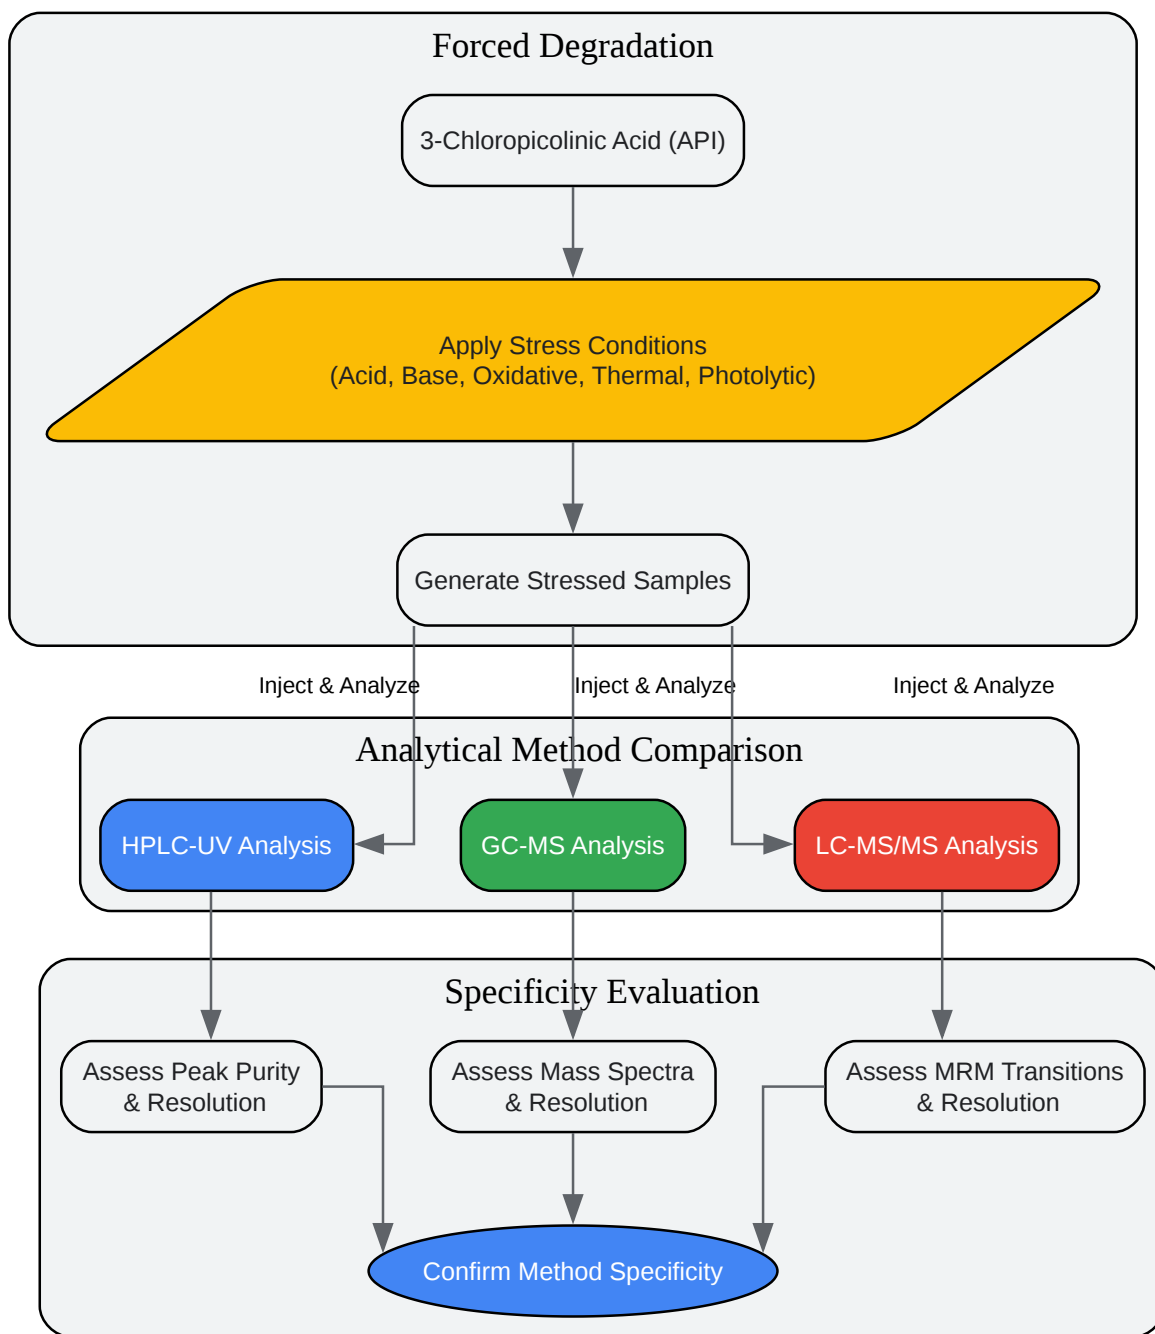 Forced Degradation
3-Chloropicolinic Acid (API)
Apply Stress Conditions
(Acid, Base, Oxidative, Thermal, Photolytic)
Generate Stressed Samples
Inject & Analyze
Inject & Analyze
Inject & Analyze
Analytical Method Comparison
HPLC-UV Analysis
GC-MS Analysis
LC-MS/MS Analysis
Specificity Evaluation
Assess Peak Purity
& Resolution
Assess Mass Spectra
& Resolution
Assess MRM Transitions
& Resolution
Confirm Method Specificity